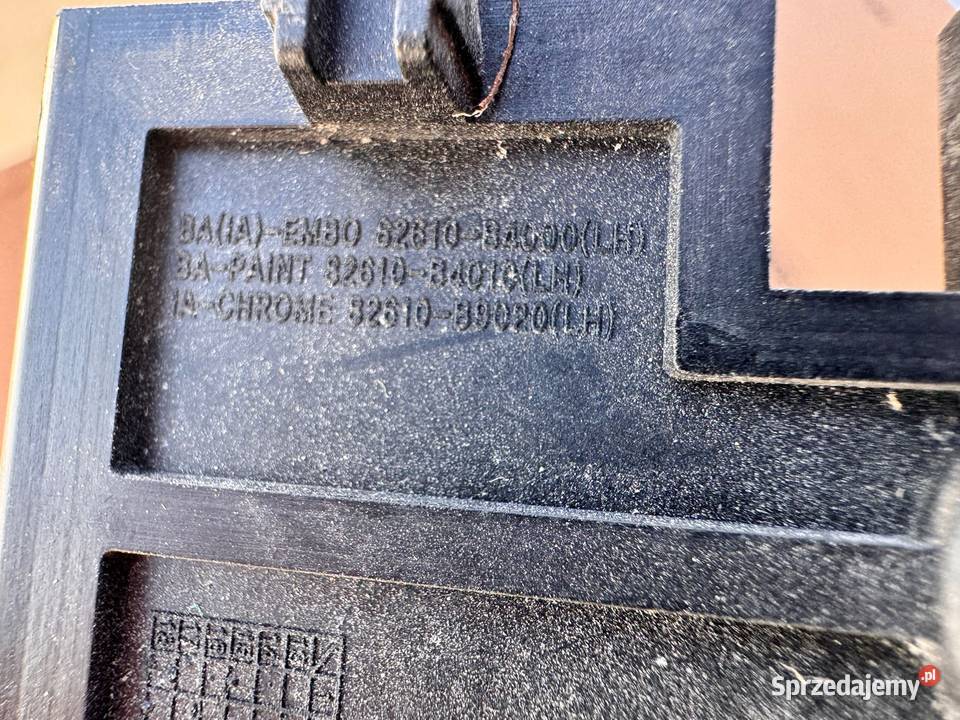 BA(IA)-EMBO 82610-B4000(LH)
BA-PAINT 82610-B4010(LH)
IA-CHROME 82610-B9020(LH)
Sprzedajemy.pl